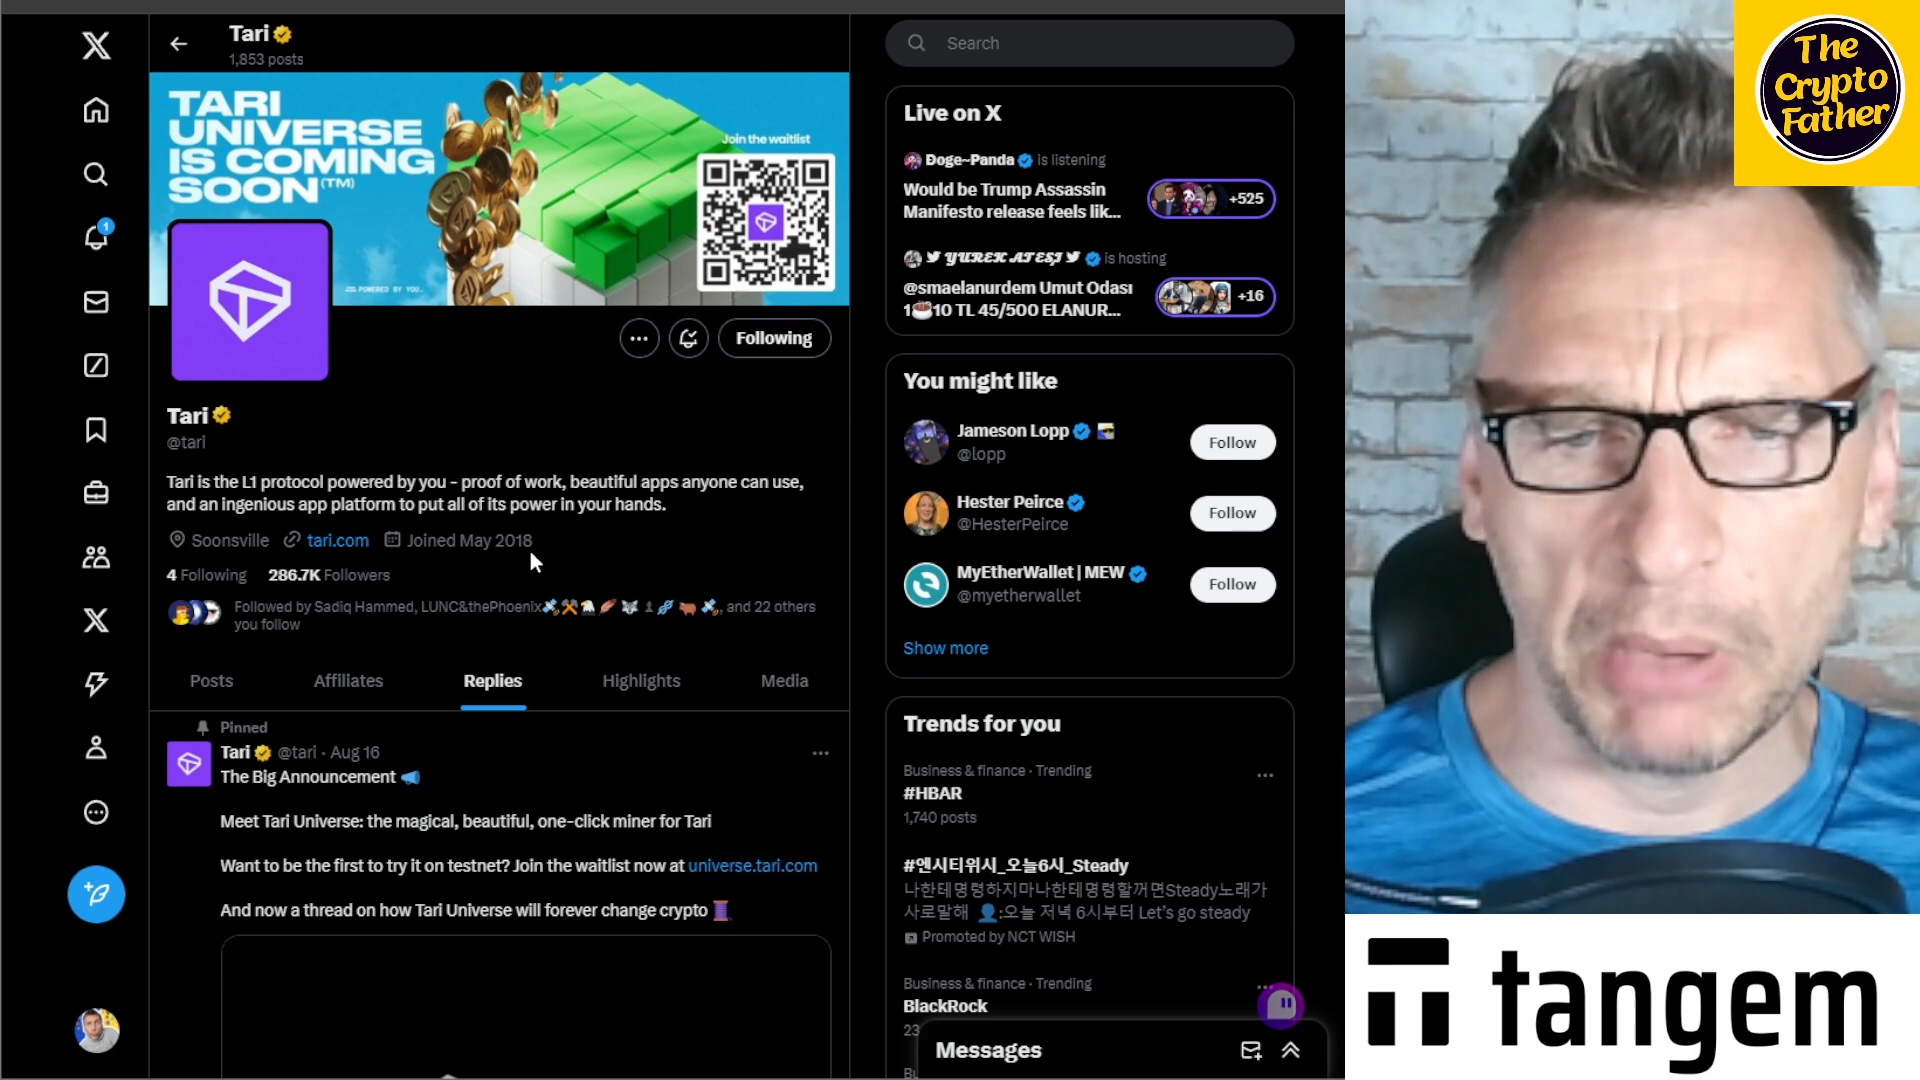 Tari
1,853 posts
TARI
UNIVERSE
IS COMING
SOON(TM)
Join the waitlist
POWERED BY YOU.
Following
Tari
@tari
Tari is the L1 protocol powered by you - proof of work, beautiful apps anyone can use,
and an ingenious app platform to put all of its power in your hands.
Soonsville tari.com Joined May 2018
4 Following 286.7K Followers
Followed by Sadiq Hammed, LUNC&thePhoenix, and 22 others
you follow
Posts Affiliates Replies Highlights Media
Pinned
Tari @tari · Aug 16
The Big Announcement
Meet Tari Universe: the magical, beautiful, one-click miner for Tari
Want to be the first to try it on testnet? Join the waitlist now at universe.tari.com
And now a thread on how Tari Universe will forever change crypto
1
Search
Live on X
Ðoge~Panda is listening
Would be Trump Assassin
Manifesto release feels lik...
+525
YUREK ATEŞİ is hosting
@smaelanurdem Umut Odası
1☕10 TL 45/500 ELANUR...
+16
You might like
Jameson Lopp
@lopp
Follow
Hester Peirce
@HesterPeirce
Follow
MyEtherWallet | MEW
@myetherwallet
Follow
Show more
Trends for you
Business & finance · Trending
#HBAR
1,740 posts
#엔시티위시_오늘6시_Steady
나한테명령하지마나한테명령할꺼면Steady노래가
사로말해 👤:오늘 저녁 6시부터 Let's go steady
Promoted by NCT WISH
Business & finance · Trending
BlackRock
23
Messages
The
Crypto
Father
tangem